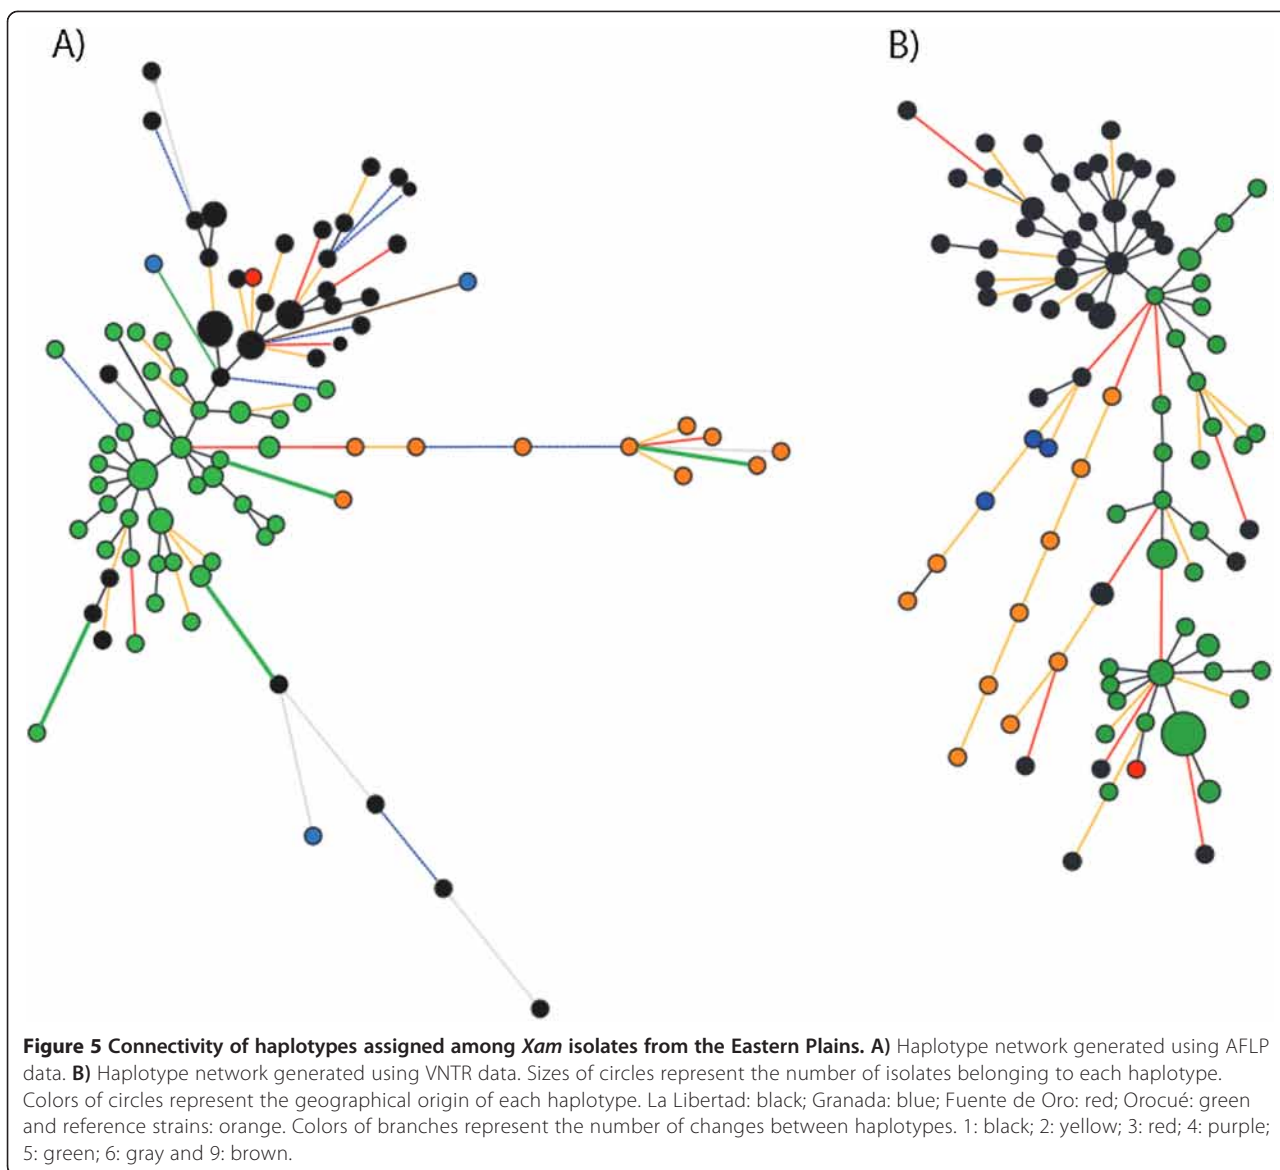 A)
B)
Figure 5 Connectivity of haplotypes assigned among Xam isolates from the Eastern Plains. A) Haplotype network generated using AFLP
data. B) Haplotype network generated using VNTR data. Sizes of circles represent the number of isolates belonging to each haplotype.
Colors of circles represent the geographical origin of each haplotype. La Libertad: black; Granada: blue; Fuente de Oro: red; Orocué: green
and reference strains: orange. Colors of branches represent the number of changes between haplotypes. 1: black; 2: yellow; 3: red; 4: purple;
5: green; 6: gray and 9: brown.